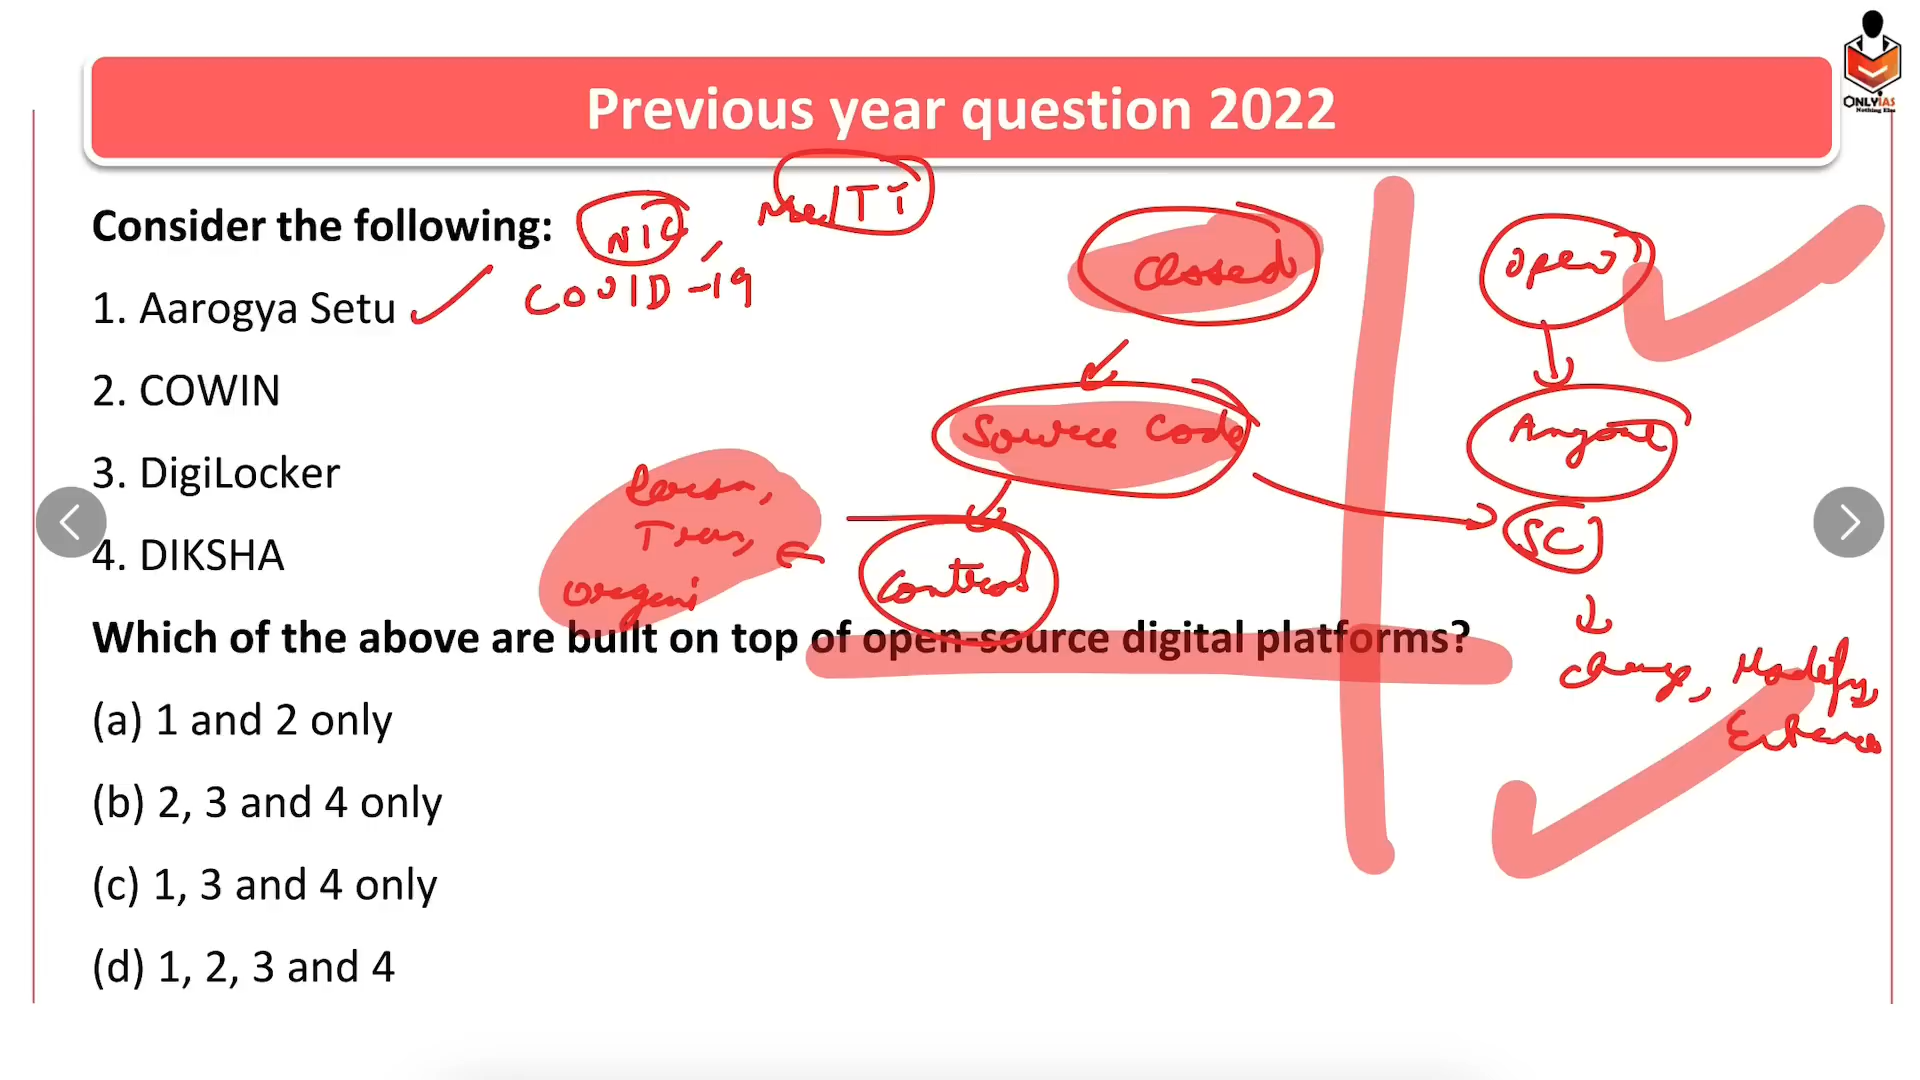 Previous year question 2022
ONLYIAS
Nothing Else
Consider the following:
NIC,
MeITY
1. Aarogya Setu
COVID-19
2. COWIN
3. DigiLocker
4. DIKSHA
Closed
Source Code
Control
Open
Anyone
SC
Change, Modify,
Which of the above are built on top of open-source digital platforms?
(a) 1 and 2 only
(b) 2, 3 and 4 only
(c) 1, 3 and 4 only
(d) 1, 2, 3 and 4